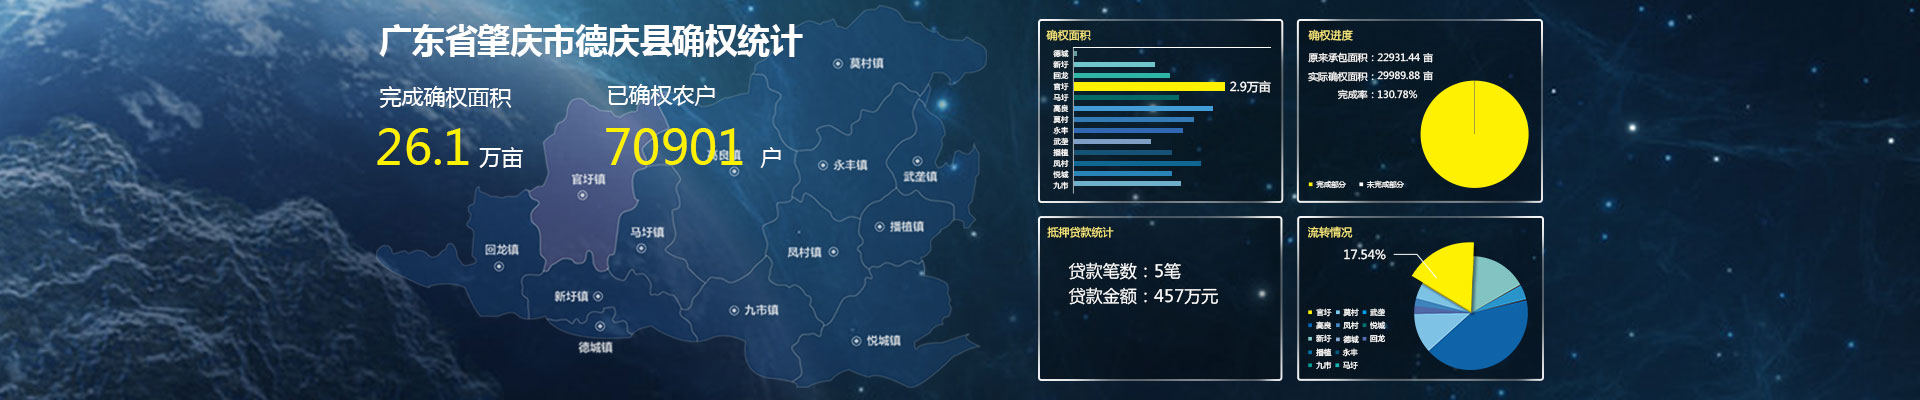 广东省肇庆市德庆县确权统计
完成确权面积
26.1 万亩
已确权农户
70901 户
莫村镇
高良镇
永丰镇
武垄镇
官圩镇
播植镇
马圩镇
回龙镇
凤村镇
新圩镇
九市镇
悦城镇
德城镇
确权面积
德城
新圩
回龙
官圩 2.9万亩
马圩
高良
莫村
永丰
武垄
播植
凤村
悦城
九市
确权进度
原来承包面积：22931.44 亩
实际确权面积：29989.88 亩
完成率：130.78%
完成部分 未完成部分
抵押贷款统计
贷款笔数：5笔
贷款金额：457万元
流转情况
17.54%
官圩 莫村 武垄
高良 凤村 悦城
新圩 德城 回龙
播植 永丰
九市 马圩